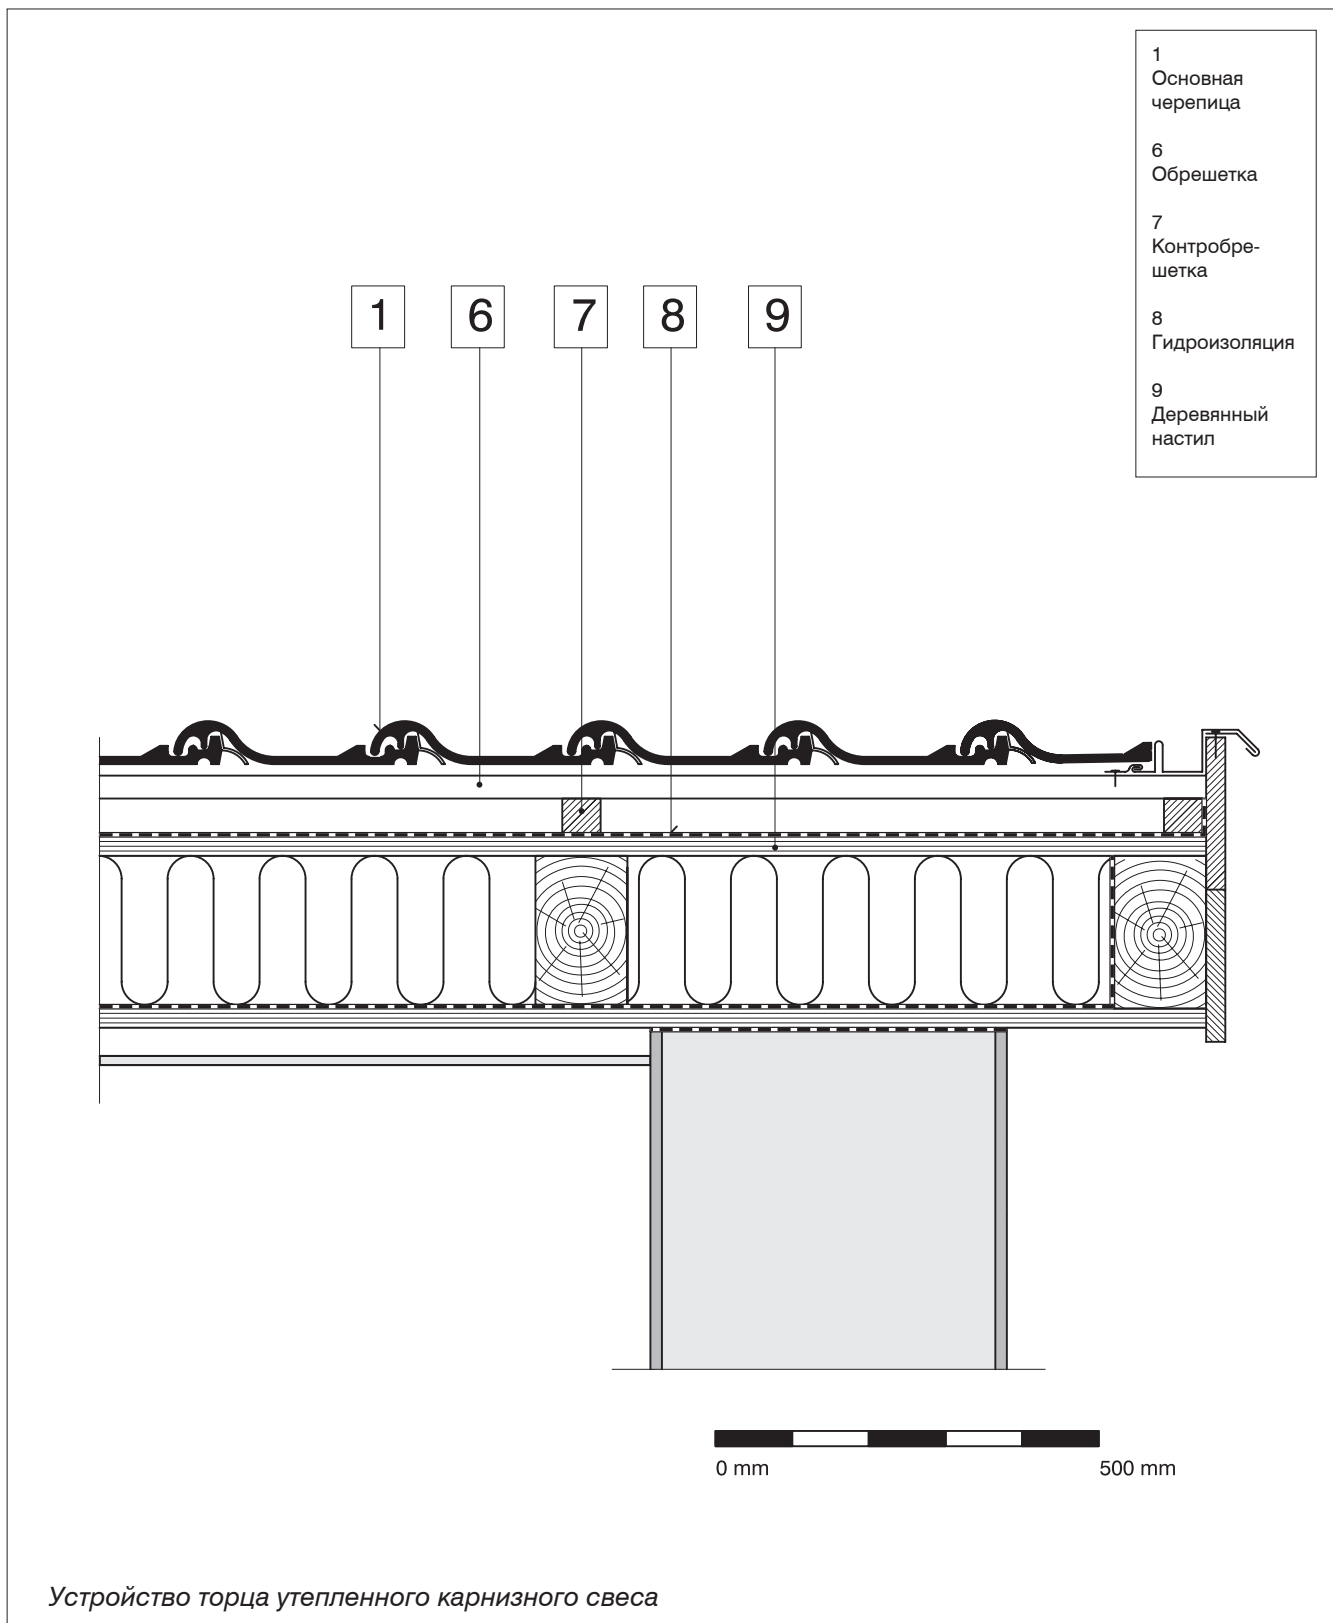 1
Основная
черепица
6
Обрешетка
7
Контробре-
шетка
8
Гидроизоляция
9
Деревянный
настил
1 6 7 8 9
0 mm 500 mm
Устройство торца утепленного карнизного свеса